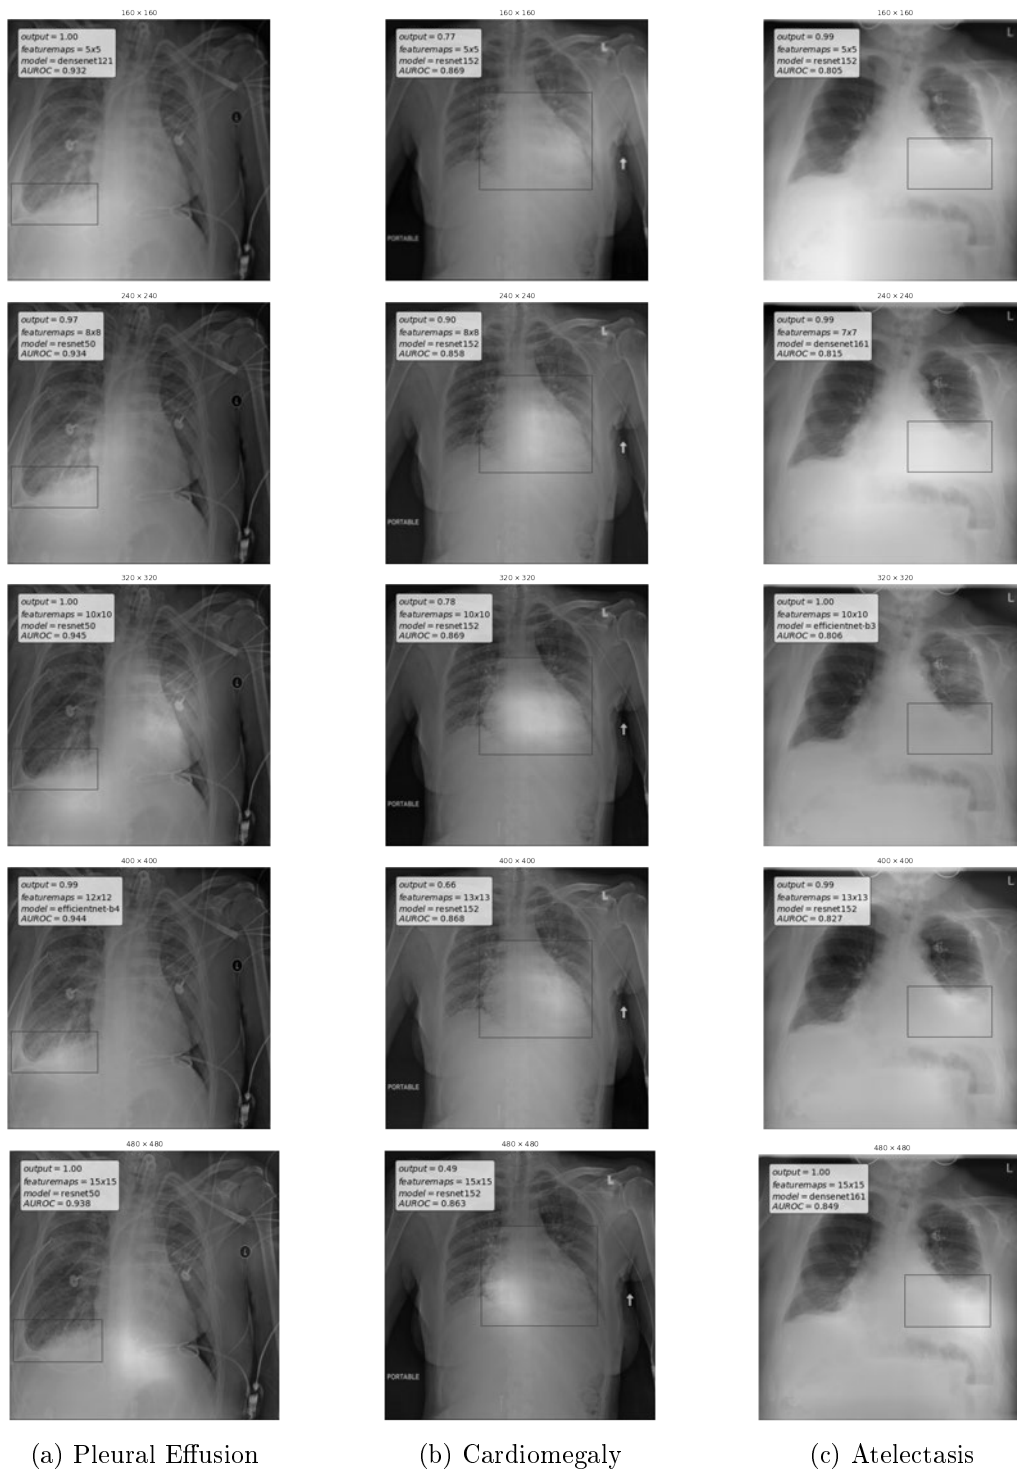 160 × 160
160 × 160
160 × 160
output = 1.00
featuremaps = 5x5
model = densenet121
AUROC = 0.932
output = 0.77
featuremaps = 5x5
model = resnet152
AUROC = 0.869
L
PORTABLE
output = 0.99
featuremaps = 5x5
model = resnet152
AUROC = 0.805
L
240 × 240
240 × 240
240 × 240
output = 0.97
featuremaps = 8x8
model = resnet50
AUROC = 0.934
output = 0.90
featuremaps = 8x8
model = resnet152
AUROC = 0.858
L
PORTABLE
output = 0.99
featuremaps = 7x7
model = densenet161
AUROC = 0.815
L
320 × 320
320 × 320
320 × 320
output = 1.00
featuremaps = 10x10
model = resnet50
AUROC = 0.945
output = 0.78
featuremaps = 10x10
model = resnet152
AUROC = 0.869
L
PORTABLE
output = 1.00
featuremaps = 10x10
model = efficientnet-b3
AUROC = 0.806
L
400 × 400
400 × 400
400 × 400
output = 0.99
featuremaps = 12x12
model = efficientnet-b4
AUROC = 0.944
output = 0.66
featuremaps = 13x13
model = resnet152
AUROC = 0.868
L
PORTABLE
output = 0.99
featuremaps = 13x13
model = resnet152
AUROC = 0.827
L
480 × 480
480 × 480
480 × 480
output = 1.00
featuremaps = 15x15
model = resnet50
AUROC = 0.938
output = 0.49
featuremaps = 15x15
model = resnet152
AUROC = 0.863
L
PORTABLE
output = 1.00
featuremaps = 15x15
model = densenet161
AUROC = 0.849
L
(a) Pleural Effusion
(b) Cardiomegaly
(c) Atelectasis